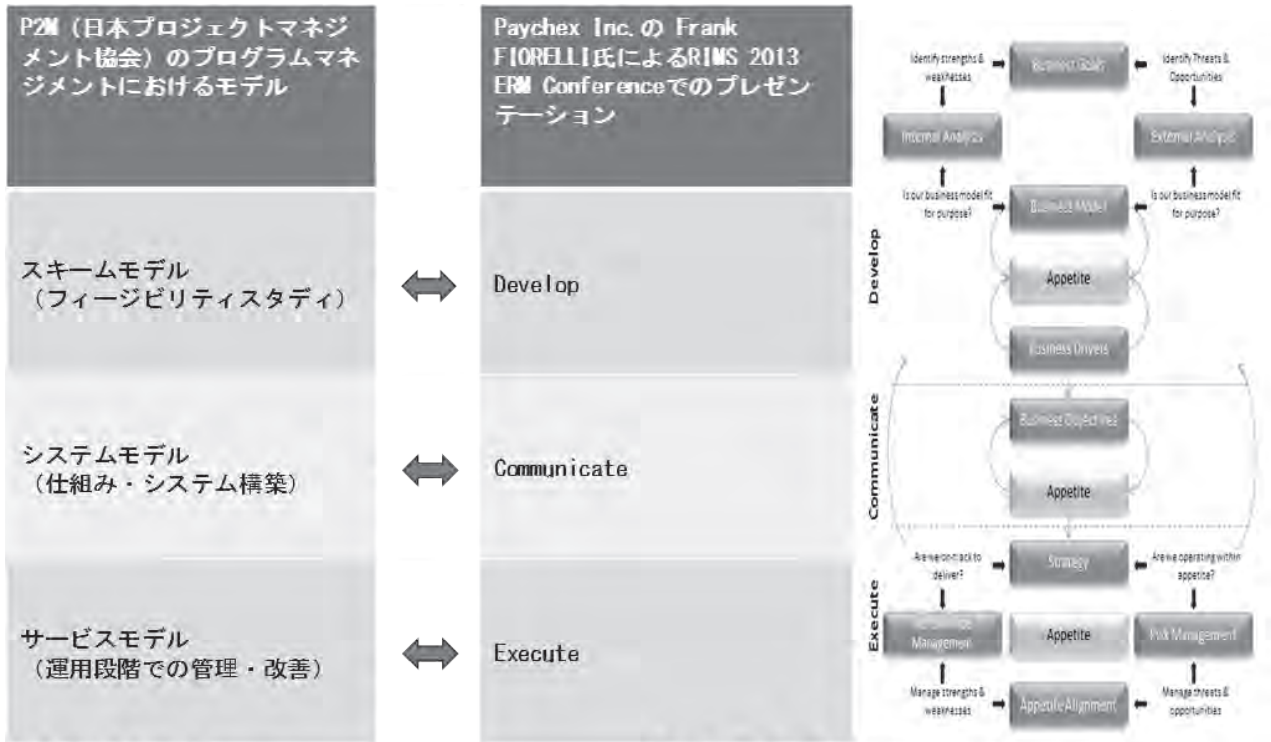 P2M（日本プロジェクトマネジ
メント協会）のプログラムマネ
ジメントにおけるモデル
Paychex Inc.の Frank
FIORELLI氏によるRIMS 2013
ERM Conferenceでのプレゼン
テーション
スキームモデル
（フィージビリティスタディ）
Develop
システムモデル
（仕組み・システム構築）
Communicate
サービスモデル
（運用段階での管理・改善）
Execute
Identify strengths &
weaknesses
Business Goals
Identify Threats &
Opportunities
Internal Analysis
External Analysis
Is our business model fit
for purpose?
Business Model
Is our business model fit
for purpose?
Develop
Appetite
Business Drivers
Communicate
Business Objectives
Appetite
Execute
Are we on track to
deliver?
Strategy
Are we operating within
appetite?
Management
Appetite
Risk Management
Manage strengths &
weaknesses
Appetite Alignment
Manage threats &
opportunities